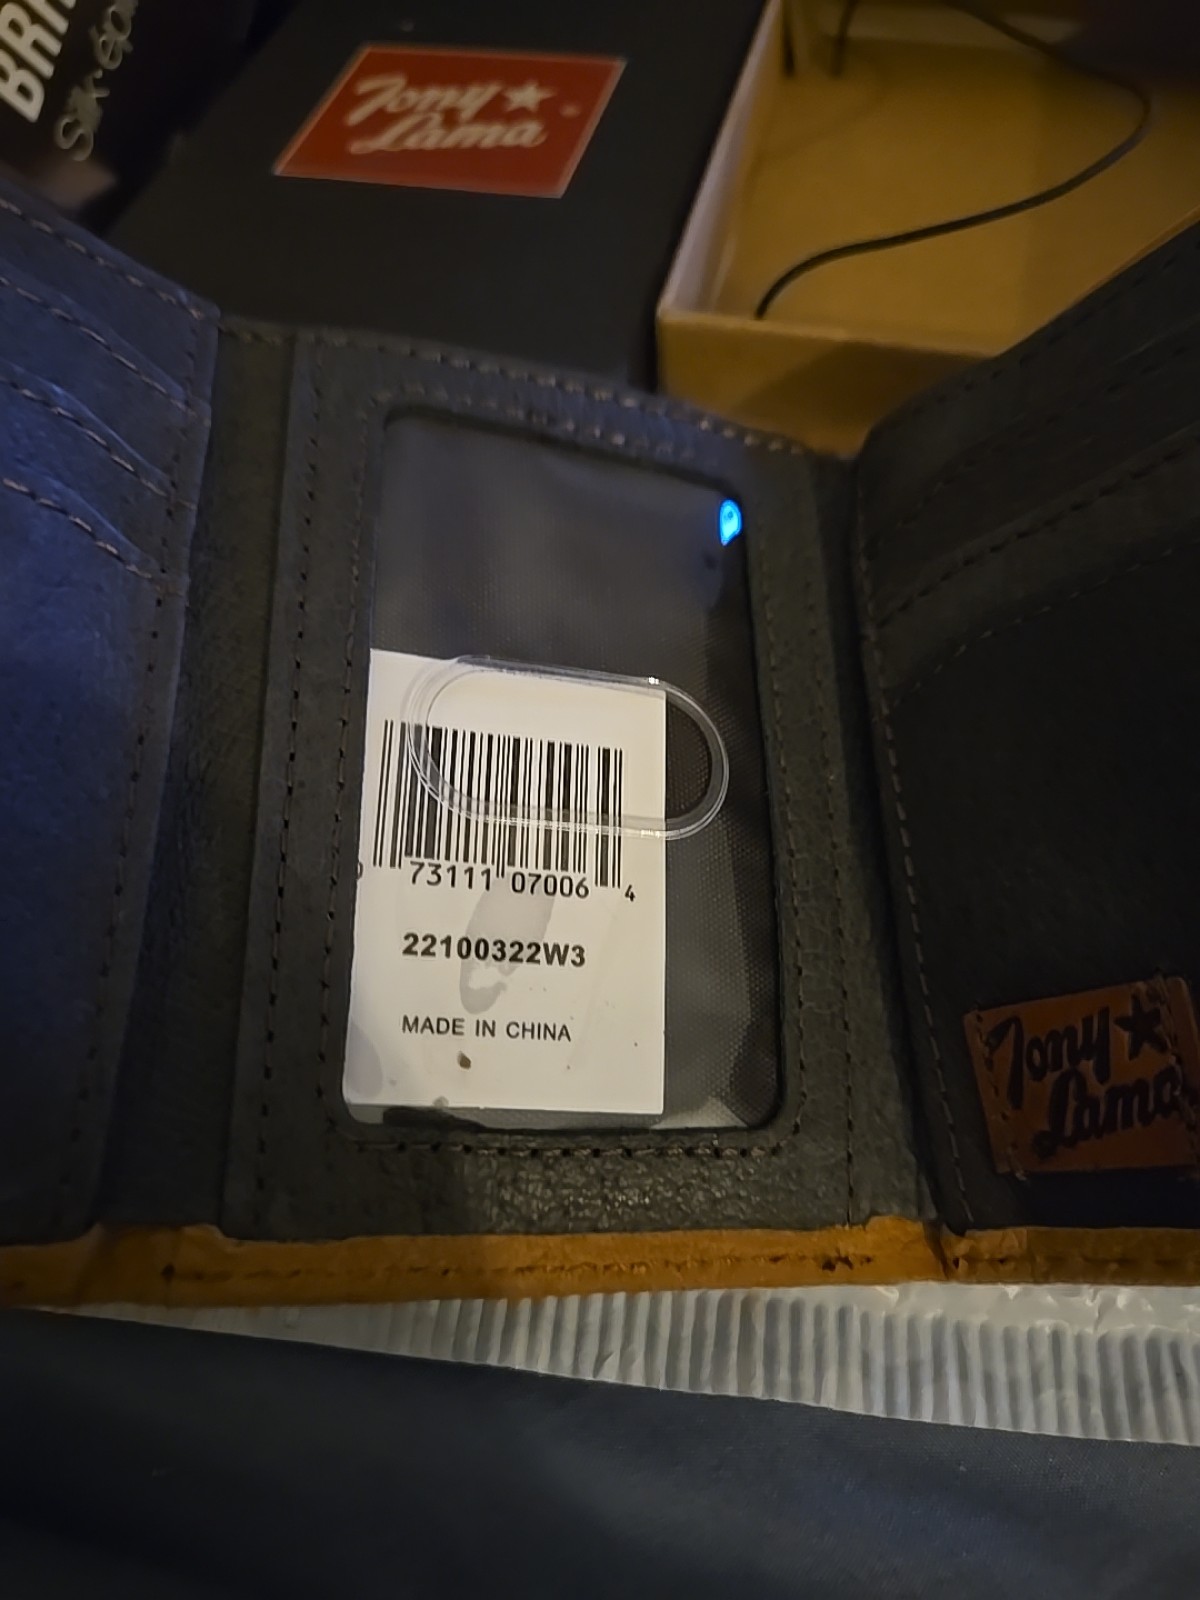 Tony
Lama
73111 07006 4
22100322W3
MADE IN CHINA
Tony
Lama